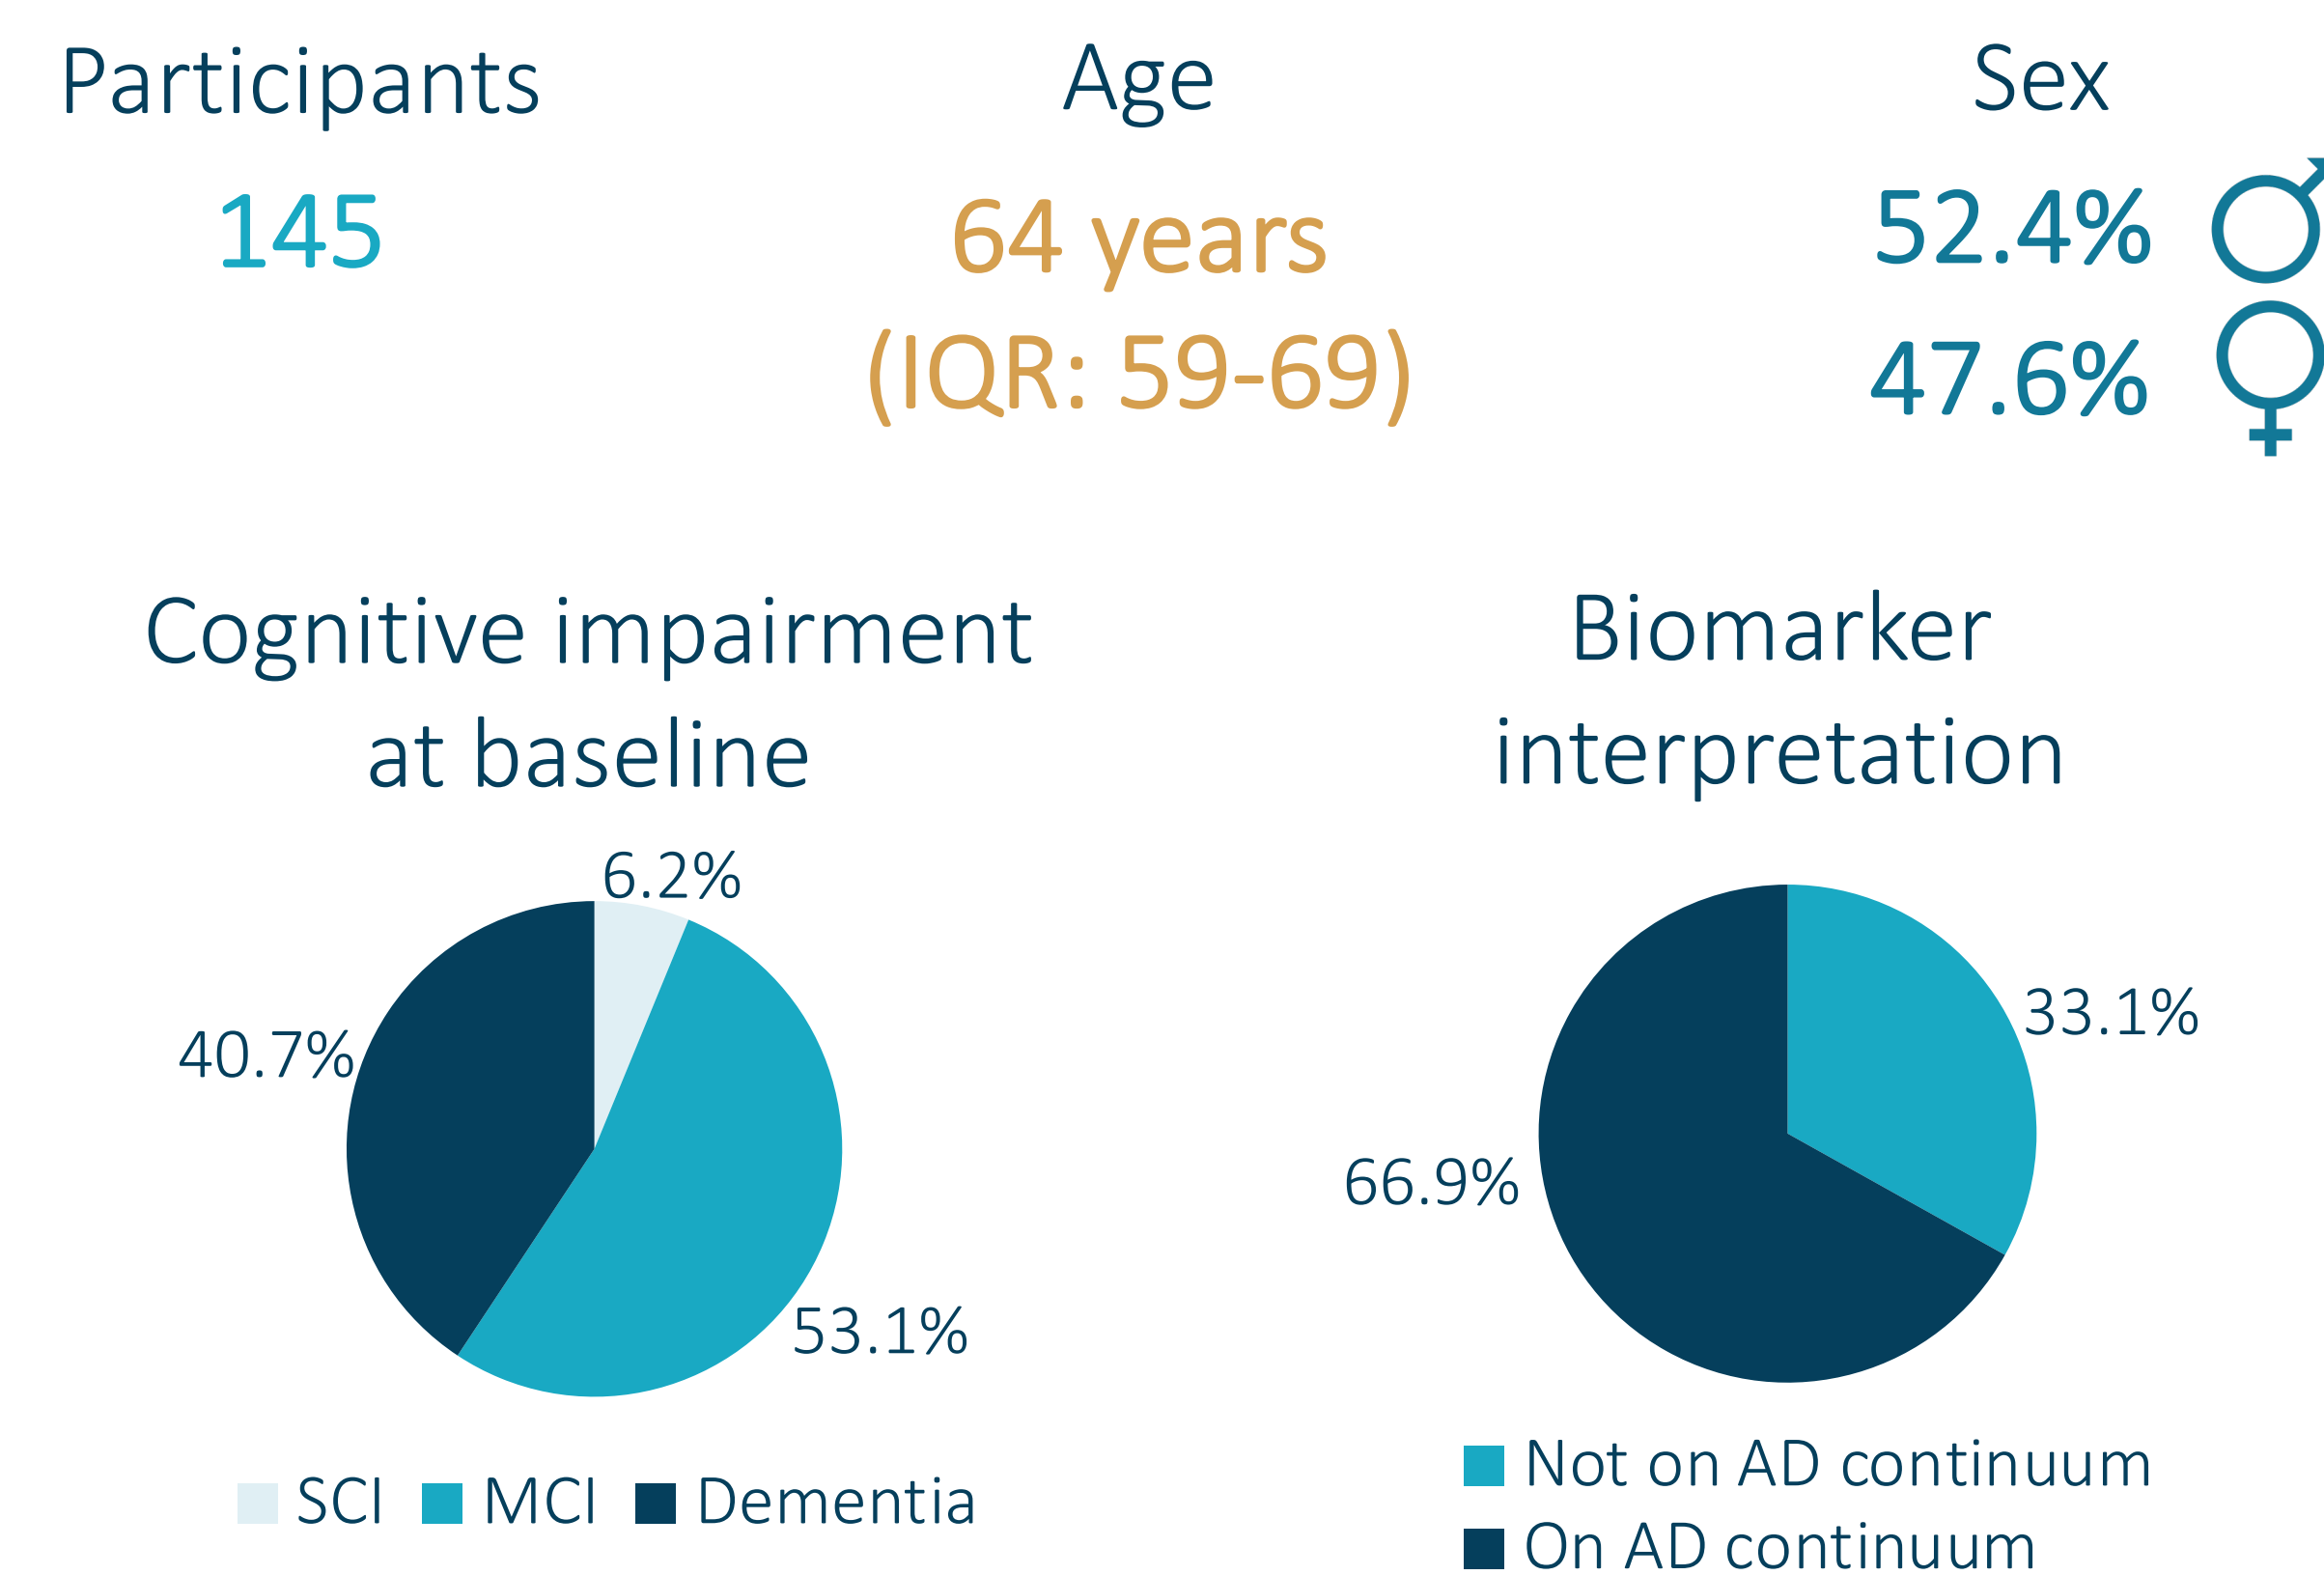 Participants
145
Age
64 years
(IQR: 59-69)
Sex
52.4%
47.6%
Cognitive impairment
at baseline
6.2%
40.7%
53.1%
SCI MCI Dementia
Biomarker
interpretation
33.1%
66.9%
Not on AD continuum
On AD continuum